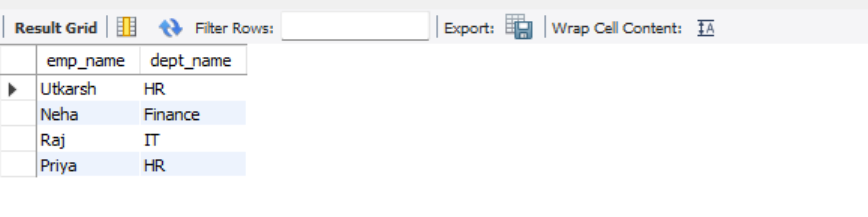 Result Grid Filter Rows: Export: Wrap Cell Content:
emp_name dept_name
Utkarsh HR
Neha Finance
Raj IT
Priya HR